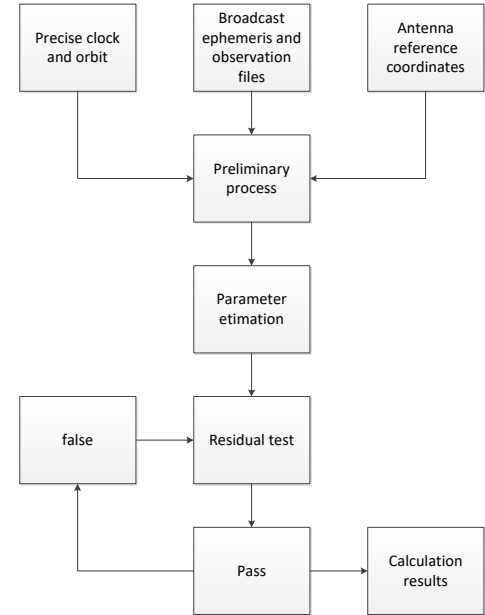 Precise clock
and orbit
Broadcast
ephemeris and
observation
files
Antenna
reference
coordinates
Preliminary
process
Parameter
etimation
false
Residual test
Pass
Calculation
results